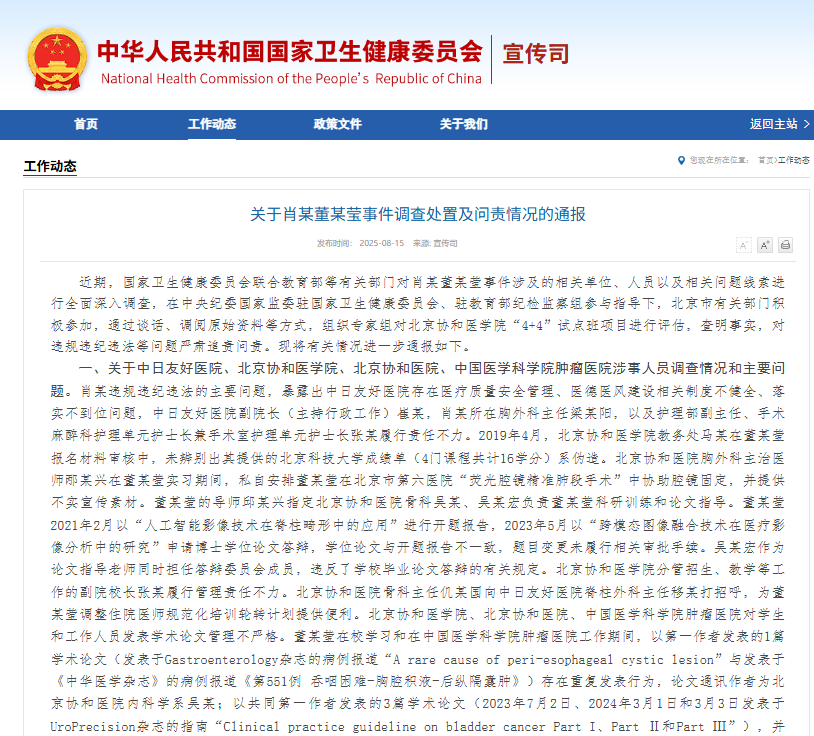 中华人民共和国国家卫生健康委员会
宣传司
National Health Commission of the People's Republic of China
首页 工作动态 政策文件 关于我们 返回主站 >
工作动态
您现在所在位置： 首页>工作动态
关于肖某董某莹事件调查处置及问责情况的通报
发布时间： 2025-08-15 来源: 宣传司
A- A+
近期，国家卫生健康委员会联合教育部等有关部门对肖某董某莹事件涉及的相关单位、人员以及相关问题线索进
行全面深入调查，在中央纪委国家监委驻国家卫生健康委员会、驻教育部纪检监察组参与指导下，北京市有关部门积
极参加，通过谈话、调阅原始资料等方式，组织专家组对北京协和医学院“4+4”试点班项目进行评估，查明事实，对
违规违纪违法等问题严肃追责问责。现将有关情况进一步通报如下。
一、关于中日友好医院、北京协和医学院、北京协和医院、中国医学科学院肿瘤医院涉事人员调查情况和主要问
题。肖某违规违纪违法的主要问题，暴露出中日友好医院存在医疗质量安全管理、医德医风建设相关制度不健全、落
实不到位问题，中日友好医院副院长（主持行政工作）崔某，肖某所在胸外科主任梁某阳，以及护理部副主任、手术
麻醉科护理单元护士长兼手术室护理单元护士长张某履行责任不力。2019年4月，北京协和医学院教务处马某在董某莹
报名材料审核中，未辨别出其提供的北京科技大学成绩单（4门课程共计16学分）系伪造。北京协和医院胸外科主治医
师邴某兴在董某莹实习期间，私自安排董某莹在北京市第六医院“荧光腔镜精准肺段手术”中协助腔镜固定，并提供
不实宣传素材。董某莹的导师邱某兴指定北京协和医院骨科吴某、吴某宏负责董某莹科研训练和论文指导。董某莹
2021年2月以“人工智能影像技术在脊柱畸形中的应用”进行开题报告，2023年5月以“跨模态图像融合技术在医疗影
像分析中的研究”申请博士学位论文答辩，学位论文与开题报告不一致，题目变更未履行相关审批手续。吴某宏作为
论文指导老师同时担任答辩委员会成员，违反了学校毕业论文答辩的有关规定。北京协和医学院分管招生、教学等工
作的副院校长张某履行管理责任不力。北京协和医院骨科主任仉某国向中日友好医院脊柱外科主任移某打招呼，为董
某莹调整住院医师规范化培训轮转计划提供便利。北京协和医学院、北京协和医院、中国医学科学院肿瘤医院对学生
和工作人员发表学术论文管理不严格。董某莹在校学习和在中国医学科学院肿瘤医院工作期间，以第一作者发表的1篇
学术论文（发表于Gastroenterology杂志的病例报道“A rare cause of peri-esophageal cystic lesion”与发表于
《中华医学杂志》的病例报道《第551例 吞咽困难-胸腔积液-后纵隔囊肿》）存在重复发表行为，论文通讯作者为北
京协和医院内科学系吴某；以共同第一作者发表的3篇学术论文（2023年7月2日、2024年3月1日和3月3日发表于
UroPrecision杂志的指南“Clinical practice guideline on bladder cancer Part Ⅰ、Part Ⅱ和Part Ⅲ”），并